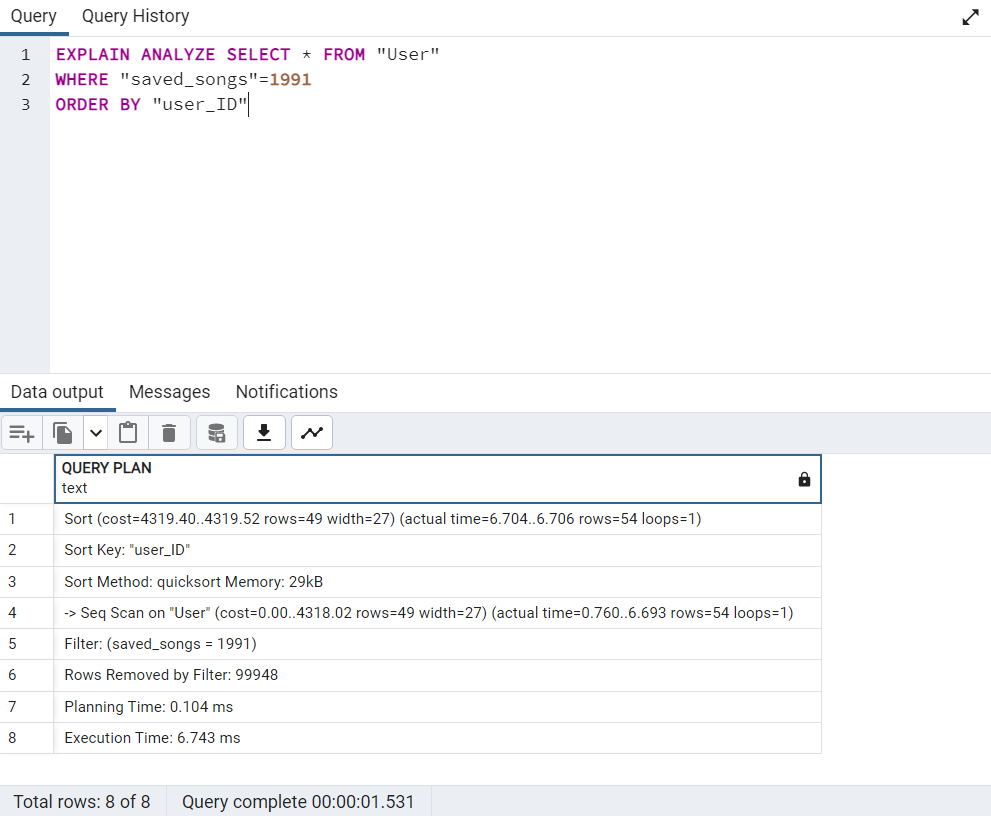 Query Query History
1 EXPLAIN ANALYZE SELECT * FROM "User"
2 WHERE "saved_songs"=1991
3 ORDER BY "user_ID"
Data output Messages Notifications
QUERY PLAN
text
1 Sort (cost=4319.40..4319.52 rows=49 width=27) (actual time=6.704..6.706 rows=54 loops=1)
2 Sort Key: "user_ID"
3 Sort Method: quicksort Memory: 29kB
4 -> Seq Scan on "User" (cost=0.00..4318.02 rows=49 width=27) (actual time=0.760..6.693 rows=54 loops=1)
5 Filter: (saved_songs = 1991)
6 Rows Removed by Filter: 99948
7 Planning Time: 0.104 ms
8 Execution Time: 6.743 ms
Total rows: 8 of 8 Query complete 00:00:01.531